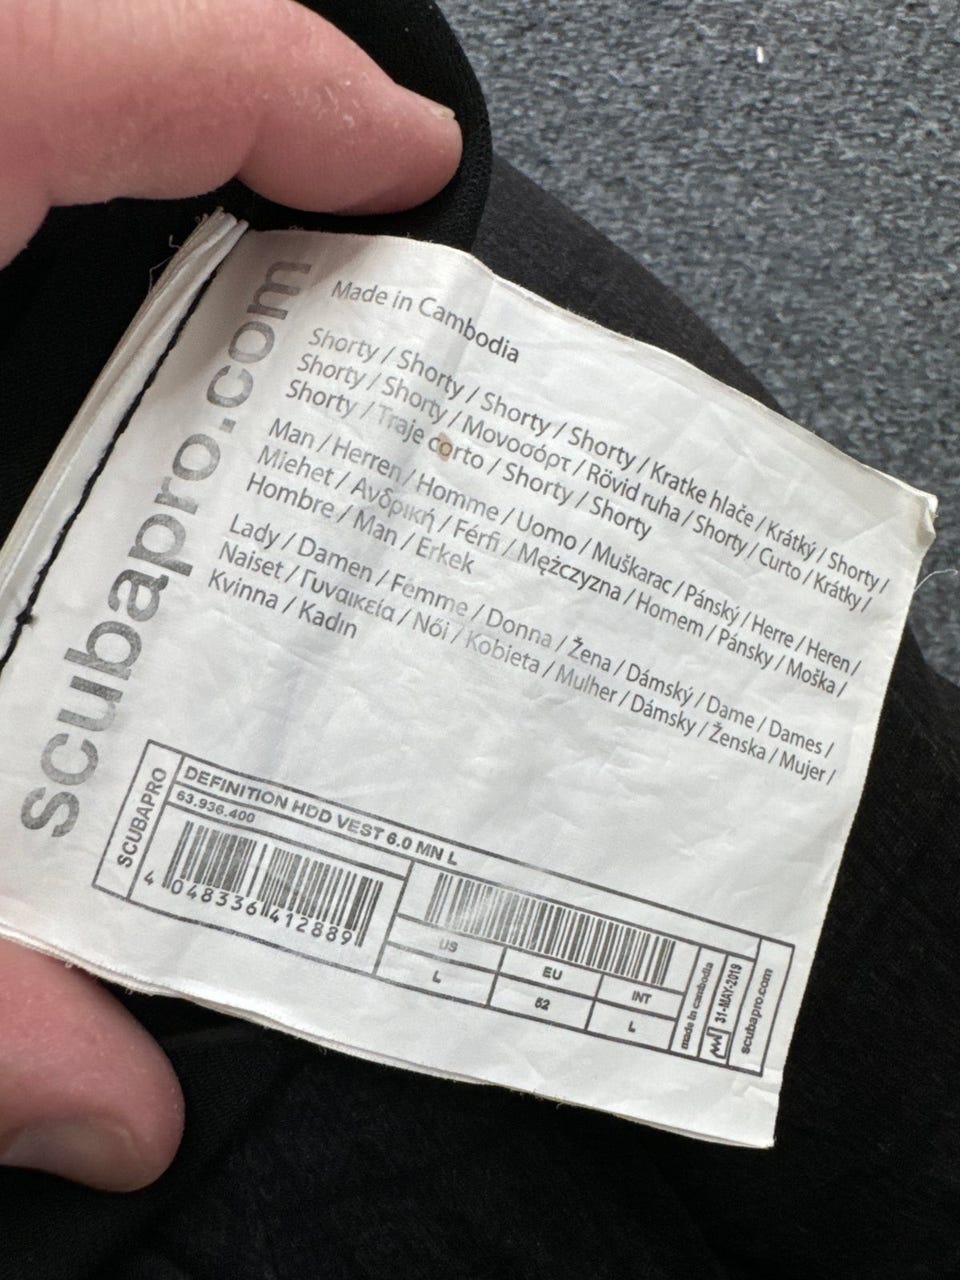 scubapro.com
Made in Cambodia
Shorty / Shorty / Shorty / Shorty / Kratke hlače / Krátký / Shorty /
Shorty / Shorty / Μονοσόρτ / Rövid ruha / Shorty / Curto / Krátky /
Shorty / Traje corto / Shorty / Shorty
Man / Herren / Homme / Uomo / Muškarac / Pánský / Herre / Heren /
Miehet / Ανδρική / Férfi / Mężczyzna / Homem / Pánsky / Moška /
Hombre / Man / Erkek
Lady / Damen / Femme / Donna / Žena / Dámský / Dame / Dames /
Naiset / Γυναικεία / Női / Kobieta / Mulher / Dámsky / Ženska / Mujer /
Kvinna / Kadın
SCUBAPRO
DEFINITION HDD VEST 6.0 MN L
63.936.400
4 048336 412889
US EU INT
L 52 L
made in cambodia
31-MAY-2019
scubapro.com